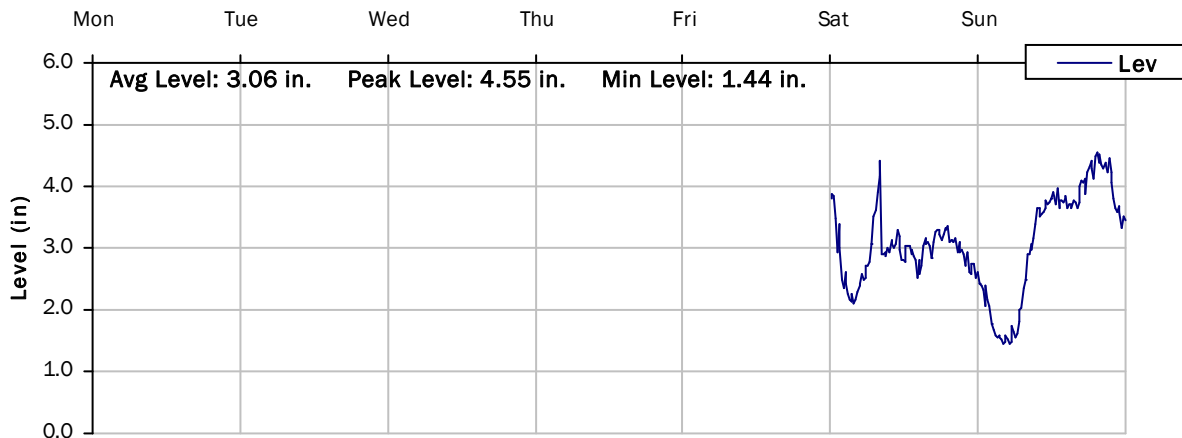 Mon Tue Wed Thu Fri Sat Sun
6.0
Avg Level: 3.06 in. Peak Level: 4.55 in. Min Level: 1.44 in.
Lev
5.0
4.0
3.0
2.0
1.0
0.0
Level (in)